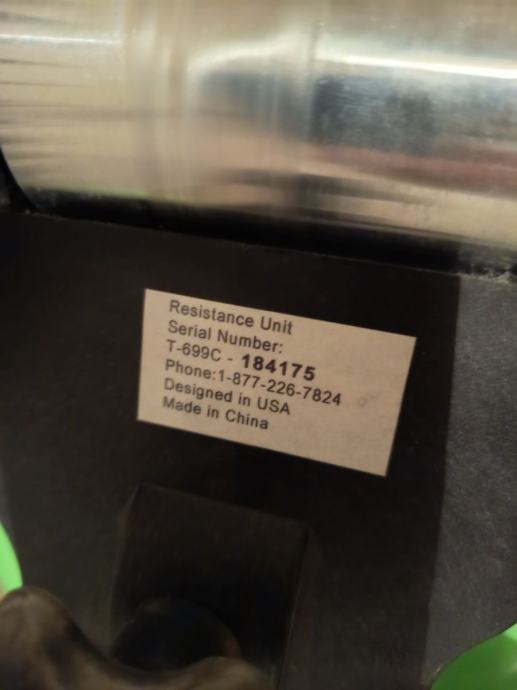 Resistance Unit
Serial Number:
T-699C - 184175
Phone:1-877-226-7824
Designed in USA
Made in China